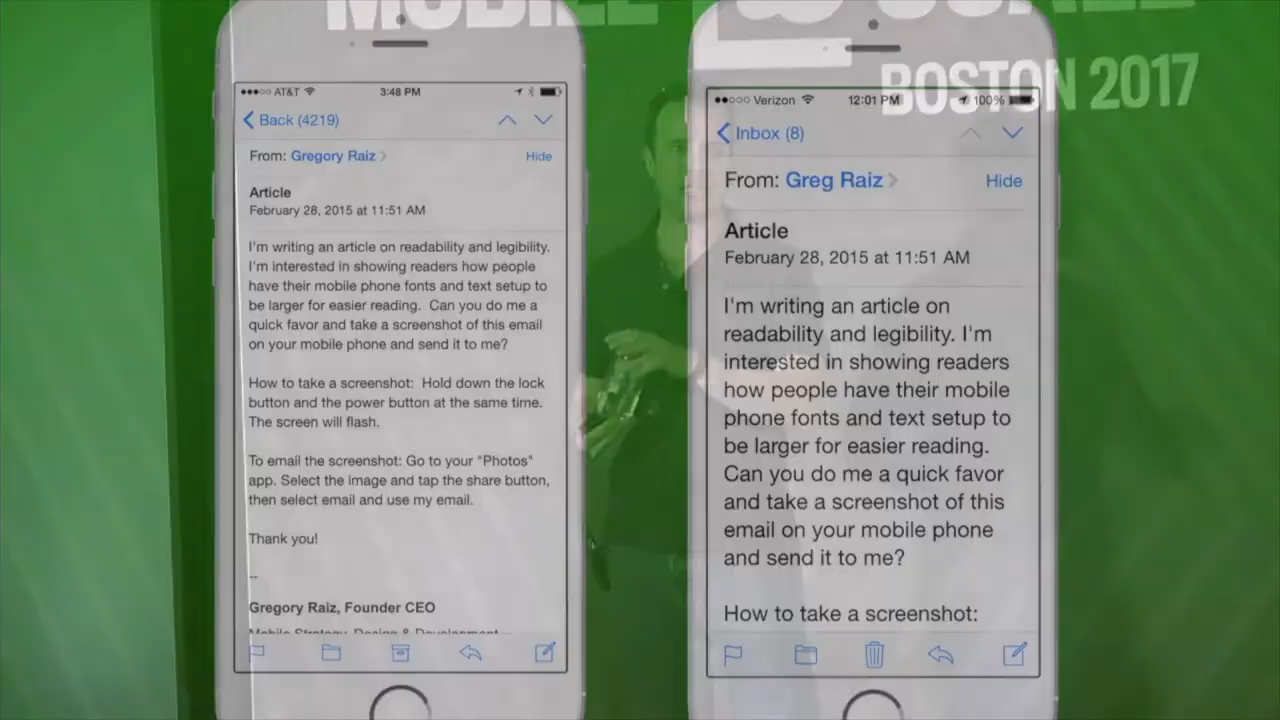 MOBILE
BOSTON 2017
AT&T
3:48 PM
Back (4219)
From: Gregory Raiz
Hide
Article
February 28, 2015 at 11:51 AM
I'm writing an article on readability and legibility.
I'm interested in showing readers how people
have their mobile phone fonts and text setup to
be larger for easier reading.  Can you do me a
quick favor and take a screenshot of this email
on your mobile phone and send it to me?
How to take a screenshot:  Hold down the lock
button and the power button at the same time.
The screen will flash.
To email the screenshot: Go to your "Photos"
app. Select the image and tap the share button,
then select email and use my email.
Thank you!
--
Gregory Raiz, Founder CEO
Mobile Strategy, Design & Development
Verizon
12:01 PM
100%
Inbox (8)
From: Greg Raiz
Hide
Article
February 28, 2015 at 11:51 AM
I'm writing an article on
readability and legibility. I'm
interested in showing readers
how people have their mobile
phone fonts and text setup to
be larger for easier reading.
Can you do me a quick favor
and take a screenshot of this
email on your mobile phone
and send it to me?
How to take a screenshot: